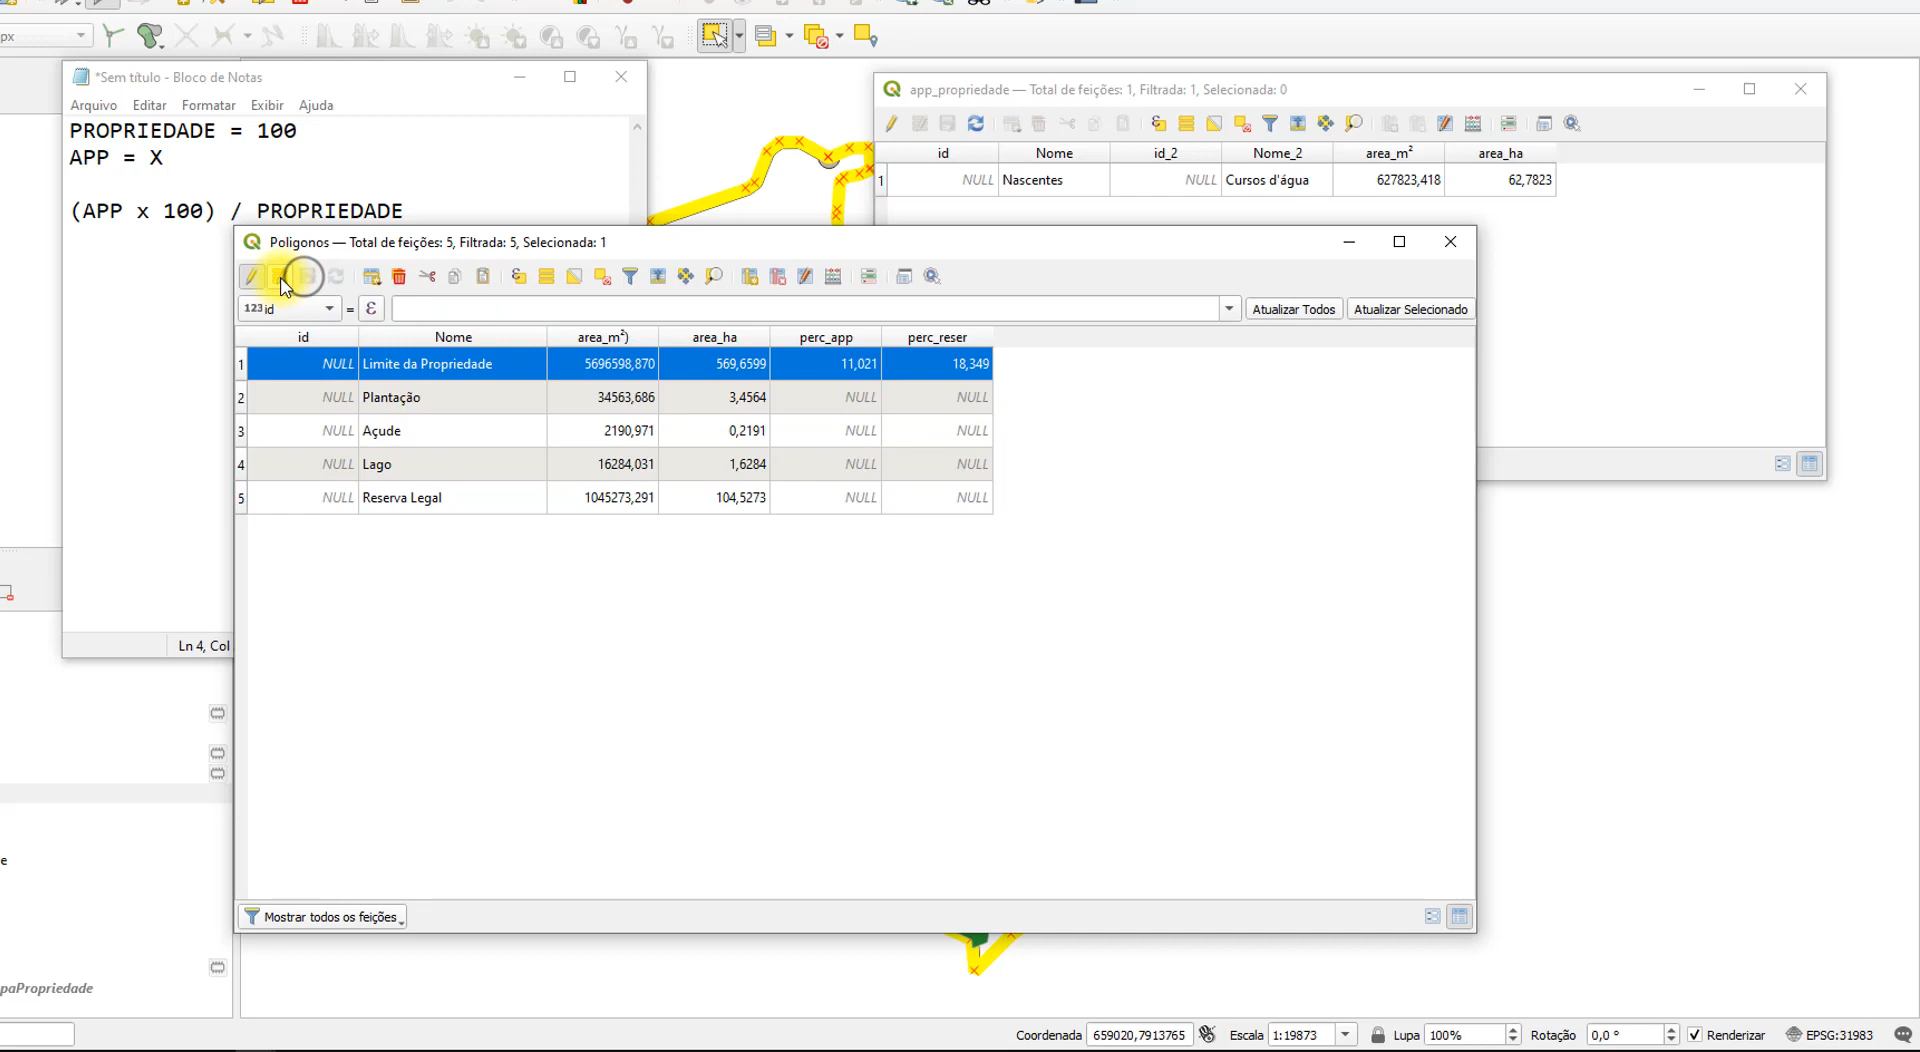 px
*Sem título - Bloco de Notas
Arquivo Editar Formatar Exibir Ajuda
PROPRIEDADE = 100
APP = X
(APP x 100) / PROPRIEDADE
Ln 4, Col
app_propriedade — Total de feições: 1, Filtrada: 1, Selecionada: 0
id Nome id_2 Nome_2 area_m² area_ha
1 NULL Nascentes NULL Cursos d'água 627823,418 62,7823
Poligonos — Total de feições: 5, Filtrada: 5, Selecionada: 1
123 id = ε Atualizar Todos Atualizar Selecionado
id Nome area_m²) area_ha perc_app perc_reser
1 NULL Limite da Propriedade 5696598,870 569,6599 11,021 18,349
2 NULL Plantação 34563,686 3,4564 NULL NULL
3 NULL Açude 2190,971 0,2191 NULL NULL
4 NULL Lago 16284,031 1,6284 NULL NULL
5 NULL Reserva Legal 1045273,291 104,5273 NULL NULL
Mostrar todos os feições
e
paPropriedade
Coordenada 659020,7913765 Escala 1:19873 Lupa 100% Rotação 0,0 ° Renderizar EPSG:31983